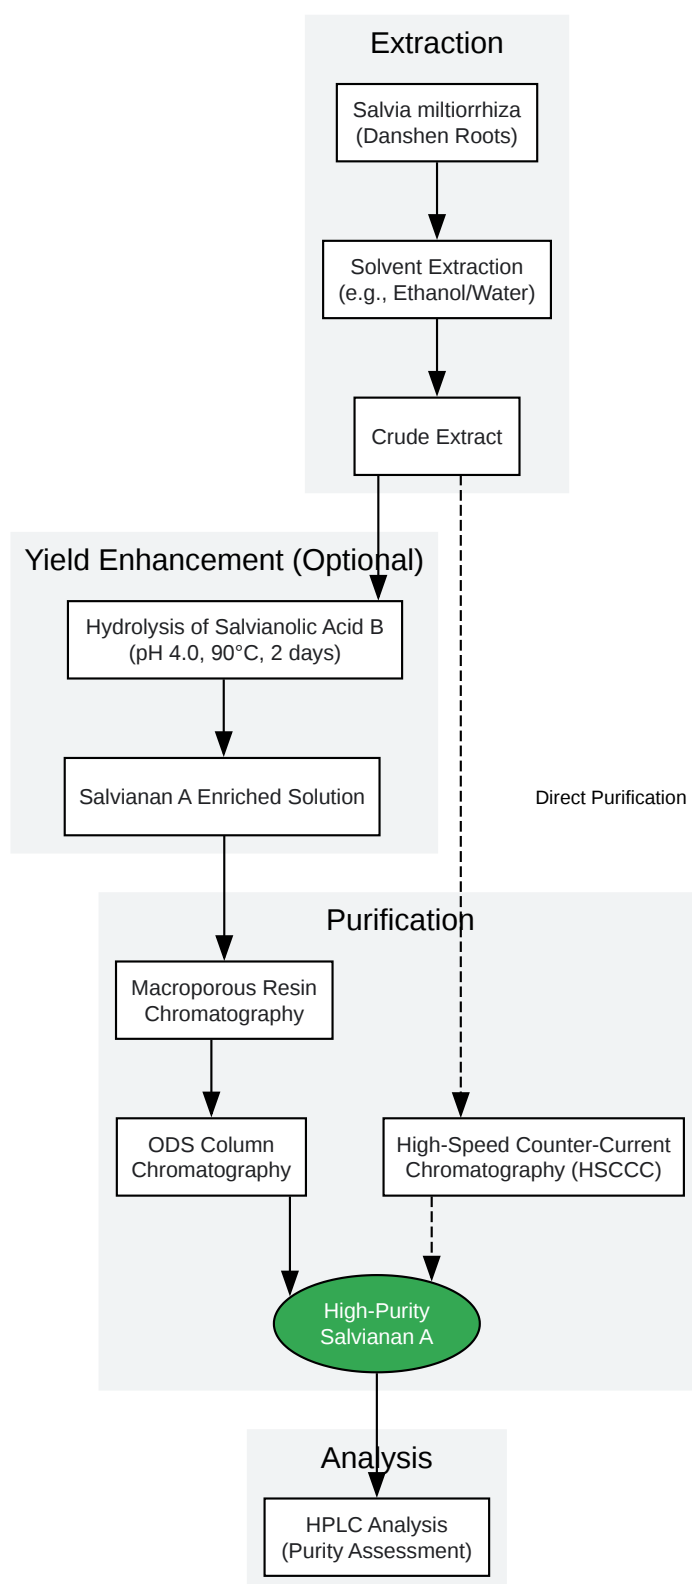 Extraction
Salvia miltiorrhiza
(Danshen Roots)
Solvent Extraction
(e.g., Ethanol/Water)
Crude Extract
Yield Enhancement (Optional)
Hydrolysis of Salvianolic Acid B
(pH 4.0, 90°C, 2 days)
Salvianan A Enriched Solution
Direct Purification
Purification
Macroporous Resin
Chromatography
ODS Column
Chromatography
High-Speed Counter-Current
Chromatography (HSCCC)
High-Purity
Salvianan A
Analysis
HPLC Analysis
(Purity Assessment)